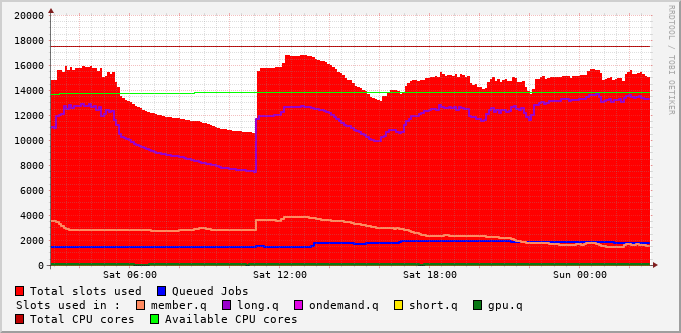 20000
18000
16000
14000
12000
10000
8000
6000
4000
2000
0
Sat 06:00 Sat 12:00 Sat 18:00 Sun 00:00
RRDTOOL / TOBI OETIKER
Total slots used Queued Jobs
Slots used in : member.q long.q ondemand.q short.q gpu.q
Total CPU cores Available CPU cores